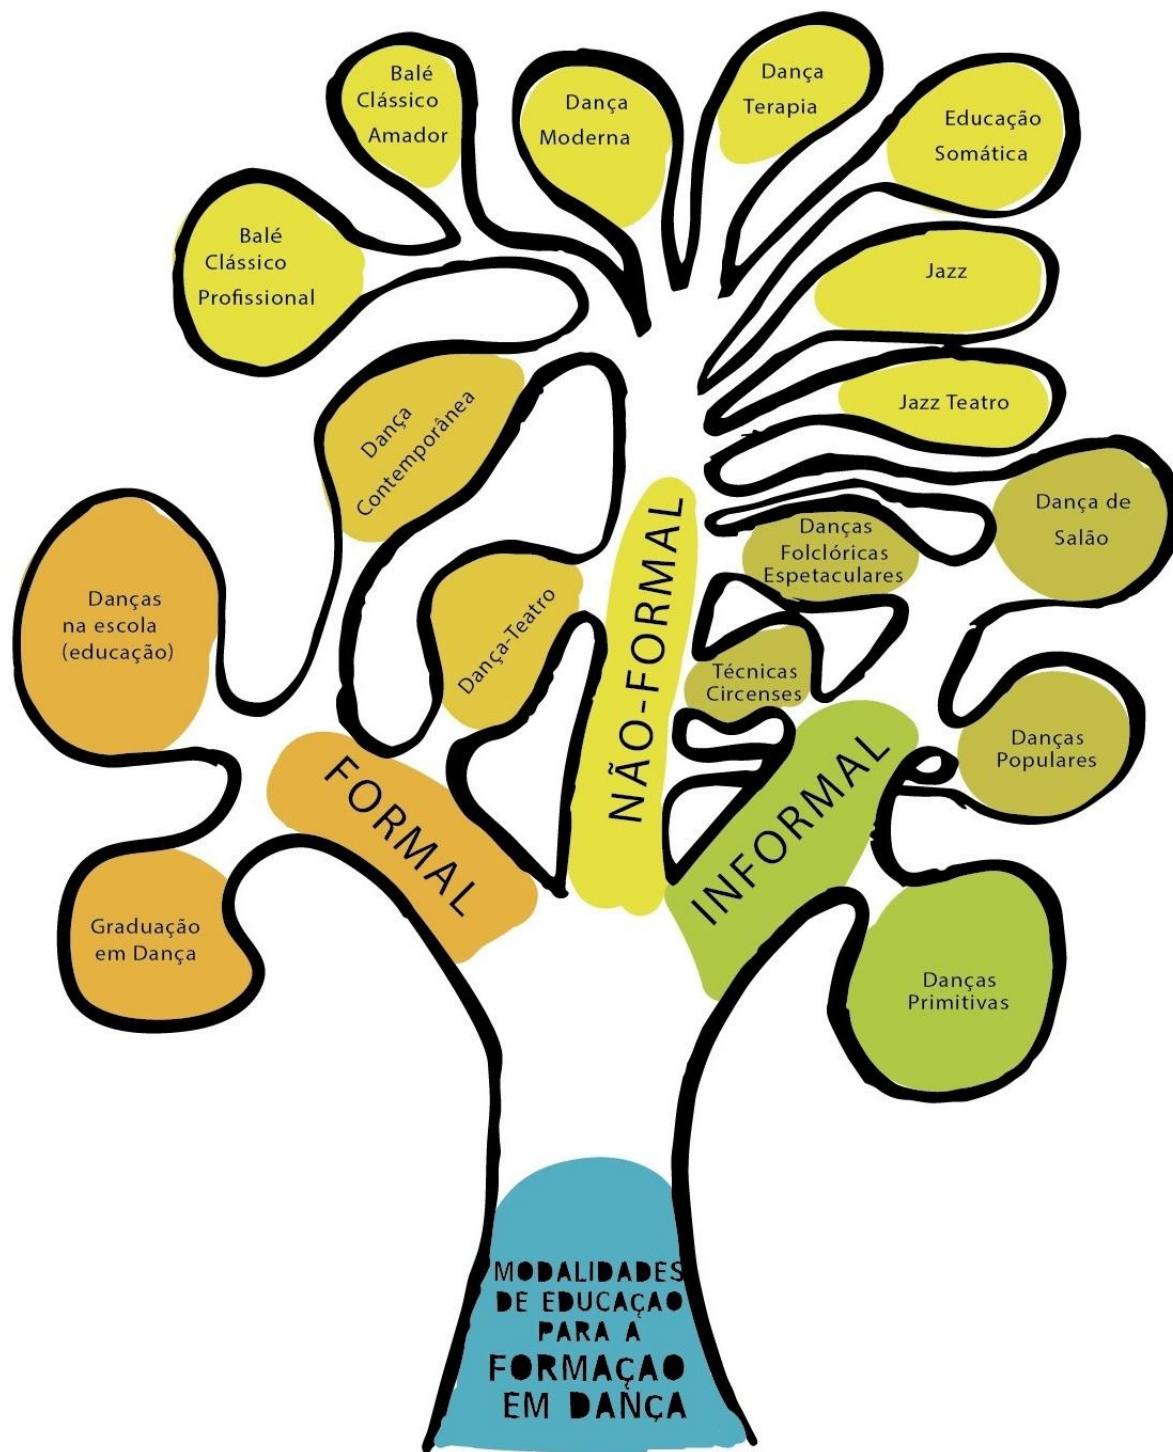 Balé
Clássico
Amador
Dança
Moderna
Dança
Terapia
Educação
Somática
Balé
Clássico
Profissional
Jazz
Jazz Teatro
Dança
Contemporânea
Dança de
Salão
Danças
Folclóricas
Espetaculares
Danças
na escola
(educação)
Dança-Teatro
Técnicas
Circenses
Danças
Populares
FORMAL
NÃO-FORMAL
INFORMAL
Graduação
em Dança
Danças
Primitivas
MODALIDADES
DE EDUCAÇAO
PARA A
FORMAÇAO
EM DANÇA